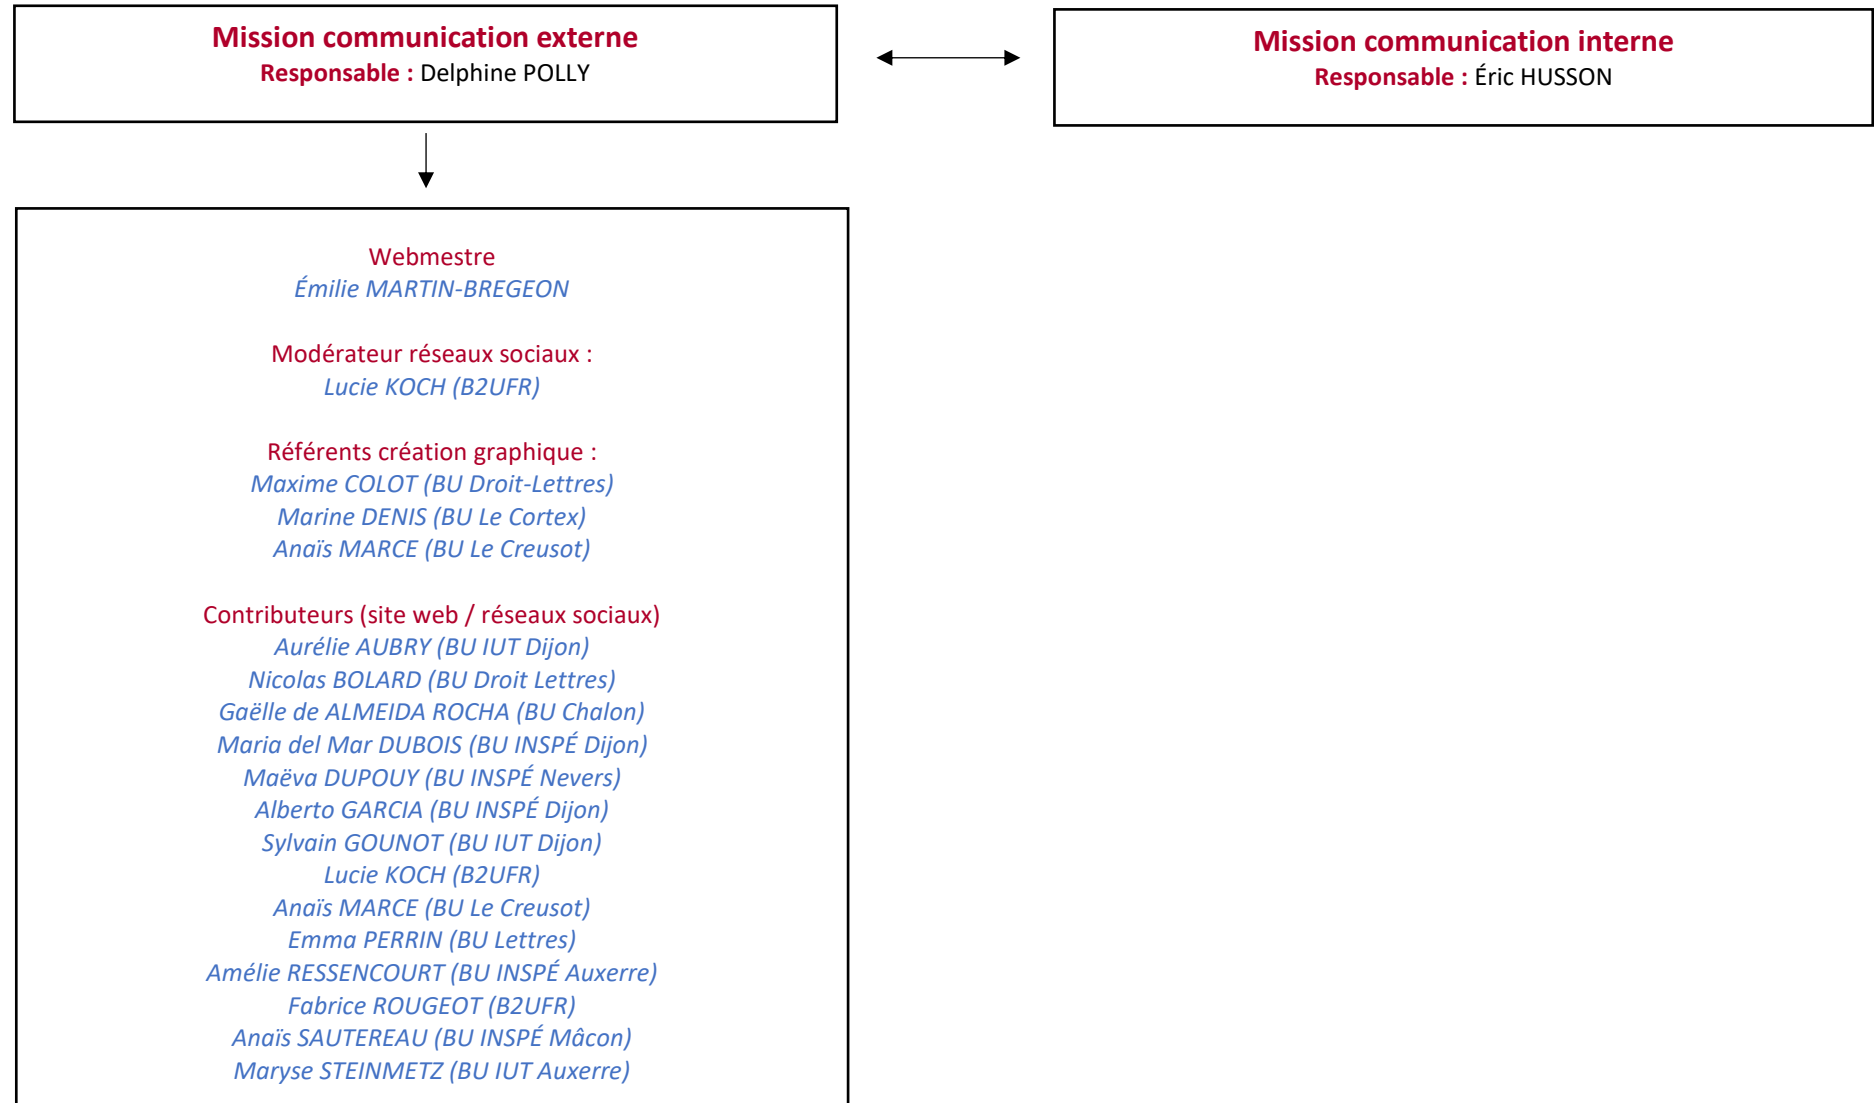 Mission communication externe
Responsable : Delphine POLLY
Mission communication interne
Responsable : Éric HUSSON
Webmestre
Émilie MARTIN-BREGEON
Modérateur réseaux sociaux :
Lucie KOCH (B2UFR)
Référents création graphique :
Maxime COLOT (BU Droit-Lettres)
Marine DENIS (BU Le Cortex)
Anaïs MARCE (BU Le Creusot)
Contributeurs (site web / réseaux sociaux)
Aurélie AUBRY (BU IUT Dijon)
Nicolas BOLARD (BU Droit Lettres)
Gaëlle de ALMEIDA ROCHA (BU Chalon)
Maria del Mar DUBOIS (BU INSPÉ Dijon)
Maëva DUPOUY (BU INSPÉ Nevers)
Alberto GARCIA (BU INSPÉ Dijon)
Sylvain GOUNOT (BU IUT Dijon)
Lucie KOCH (B2UFR)
Anaïs MARCE (BU Le Creusot)
Emma PERRIN (BU Lettres)
Amélie RESSENCOURT (BU INSPÉ Auxerre)
Fabrice ROUGEOT (B2UFR)
Anaïs SAUTEREAU (BU INSPÉ Mâcon)
Maryse STEINMETZ (BU IUT Auxerre)